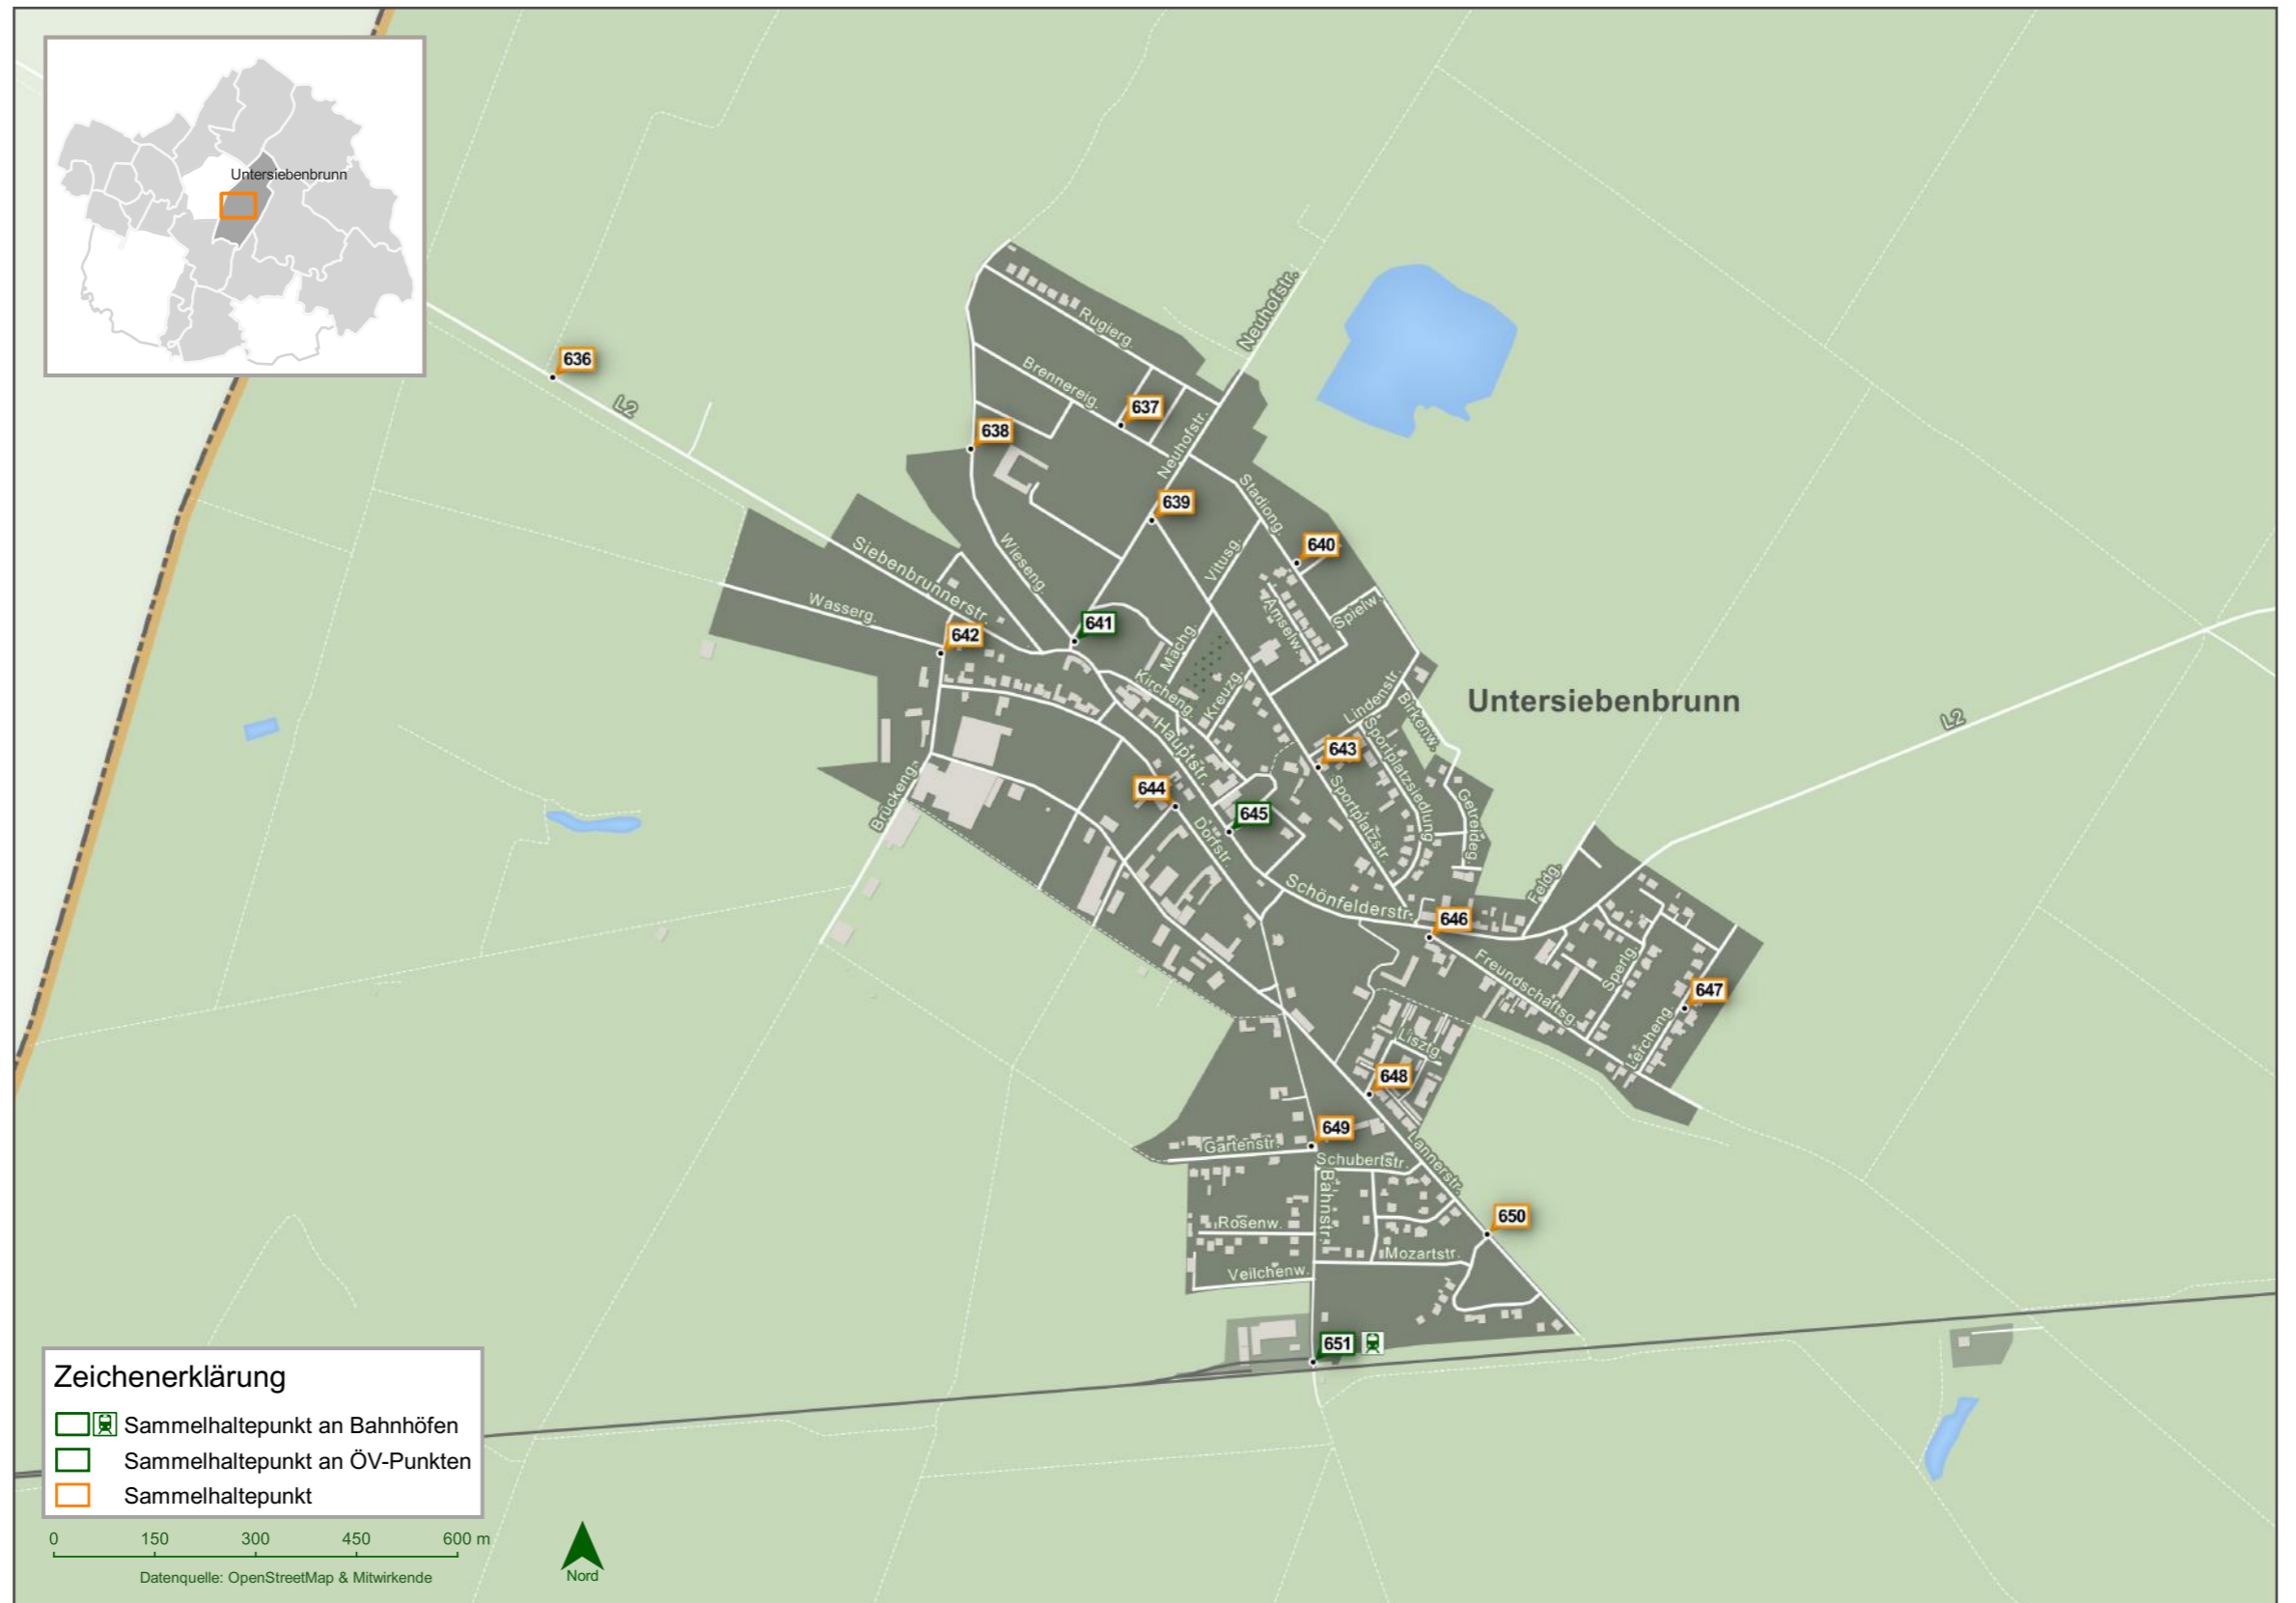 Untersiebenbrunn
Neuhofstr.
Rugierg.
636
L2
Brennereig.
637
638
Neuhofstr.
639
Stadiong.
640
Siebenbrunnerstr.
Wieseng.
Vitusg.
Wasserg.
Amselw.
Spielw.
641
642
Machg.
Kircheng.
Kreuzg.
Lindenstr.
Birkenw.
Untersiebenbrunn
L2
Hauptstr.
643
Sportplatzsiedlung
Brückeng.
644
645
Sportplatzstr.
Getreideg.
Dorfstr.
Schönfelderstr.
Feldg.
646
Freundschaftsg.
Sperlg.
647
Lercheng.
Lisztg.
648
649
Gartenstr.
Schubertstr.
Lannerstr.
Bahnstr.
Rosenw.
650
Mozartstr.
Veilchenw.
651
Zeichenerklärung
Sammelhaltepunkt an Bahnhöfen
Sammelhaltepunkt an ÖV-Punkten
Sammelhaltepunkt
0 150 300 450 600 m
Datenquelle: OpenStreetMap & Mitwirkende
Nord